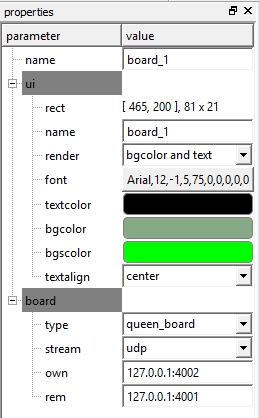 properties
parameter value
name board_1
ui
rect [ 465, 200 ], 81 x 21
name board_1
render bgcolor and text
font Arial,12,-1,5,75,0,0,0,0,0
textcolor
bgcolor
bgscolor
textalign center
board
type queen_board
stream udp
own 127.0.0.1:4002
rem 127.0.0.1:4001